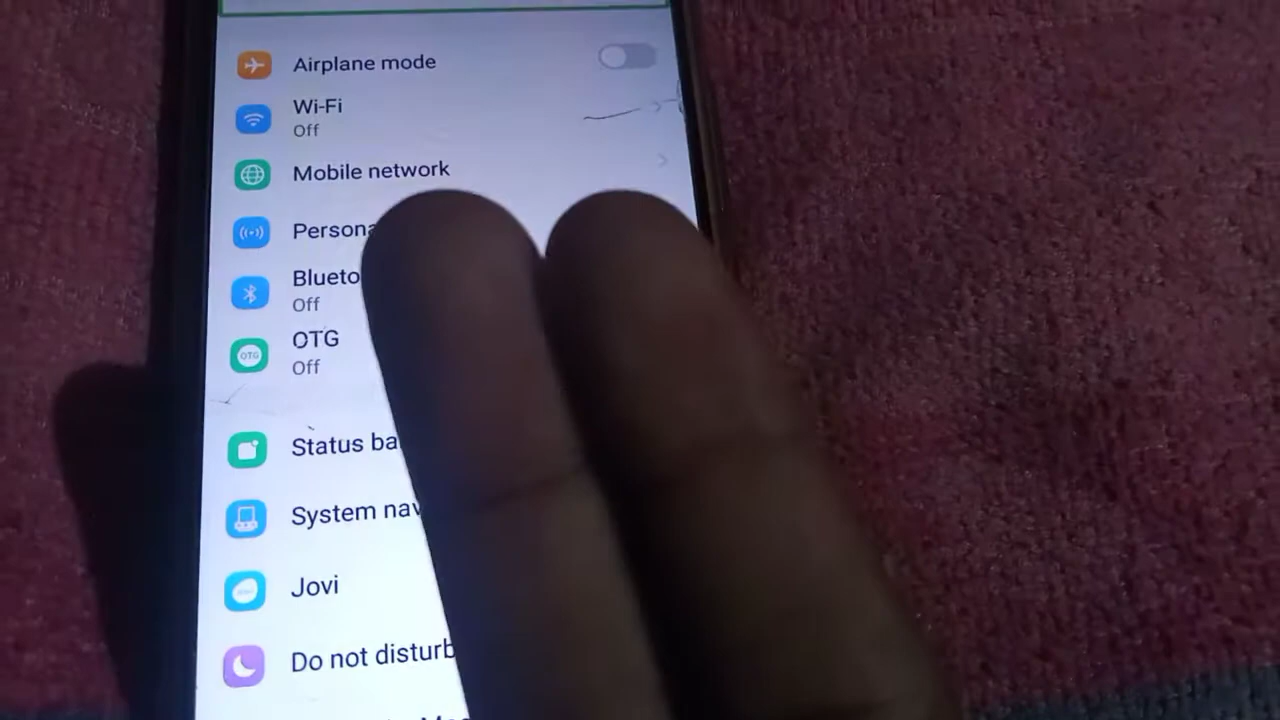 Airplane mode
Wi-Fi
Off
Mobile network
Persona
Blueto
Off
OTG
Off
OTG
Status ba
System nav
Jovi
Do not disturb